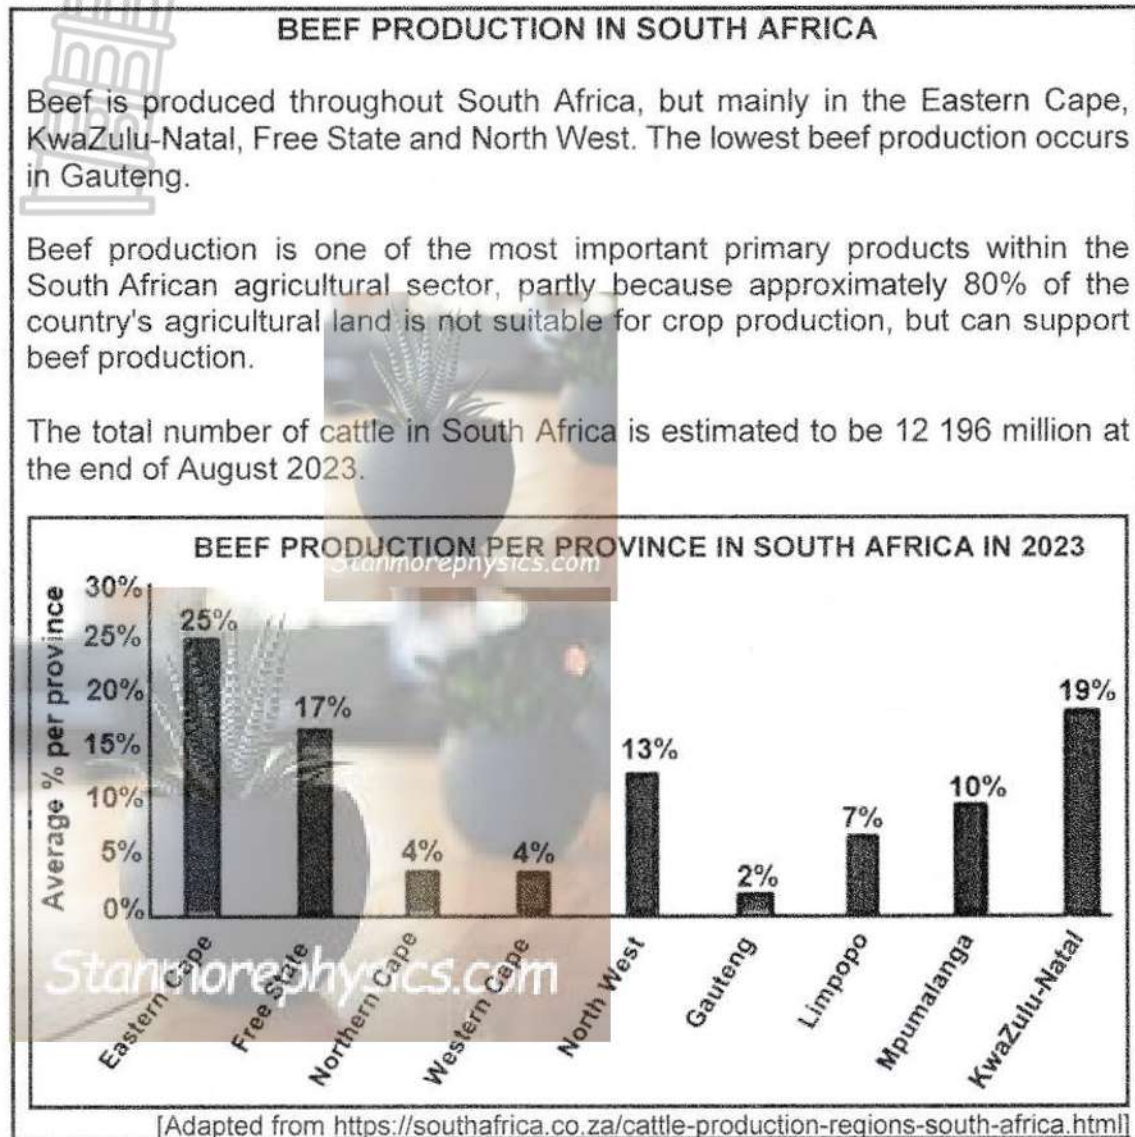 BEEF PRODUCTION IN SOUTH AFRICA
Beef is produced throughout South Africa, but mainly in the Eastern Cape,
KwaZulu-Natal, Free State and North West. The lowest beef production occurs
in Gauteng.
Beef production is one of the most important primary products within the
South African agricultural sector, partly because approximately 80% of the
country's agricultural land is not suitable for crop production, but can support
beef production.
The total number of cattle in South Africa is estimated to be 12 196 million at
the end of August 2023.
BEEF PRODUCTION PER PROVINCE IN SOUTH AFRICA IN 2023
Stanmorephysics.com
Average % per province
30%
25%
20%
15%
10%
5%
0%
25%
17%
4%
4%
13%
2%
7%
10%
19%
Stanmorephysics.com
Eastern Cape
Free State
Northern Cape
Western Cape
North West
Gauteng
Limpopo
Mpumalanga
KwaZulu-Natal
[Adapted from https://southafrica.co.za/cattle-production-regions-south-africa.html]